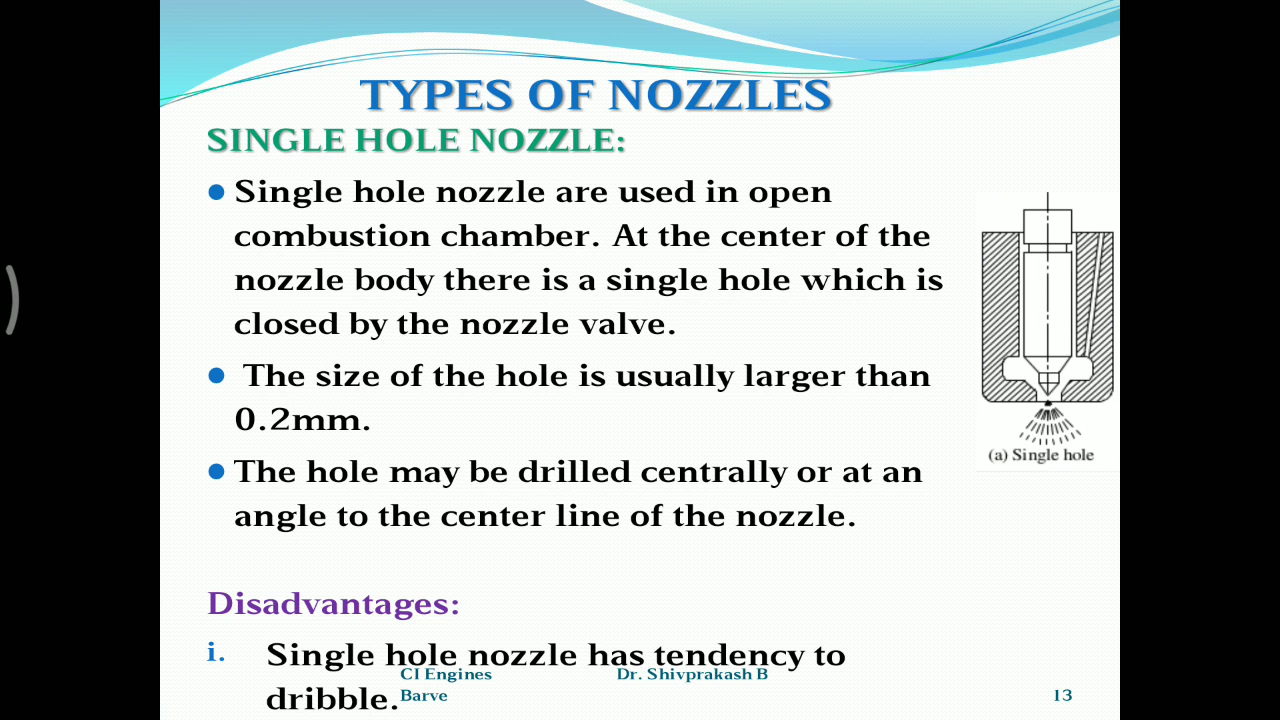 TYPES OF NOZZLES
SINGLE HOLE NOZZLE:
Single hole nozzle are used in open
combustion chamber. At the center of the
nozzle body there is a single hole which is
closed by the nozzle valve.
The size of the hole is usually larger than
0.2mm.
The hole may be drilled centrally or at an
angle to the center line of the nozzle.
(a) Single hole
Disadvantages:
i. Single hole nozzle has tendency to
dribble.
CI Engines Dr. Shivprakash B
Barve 13